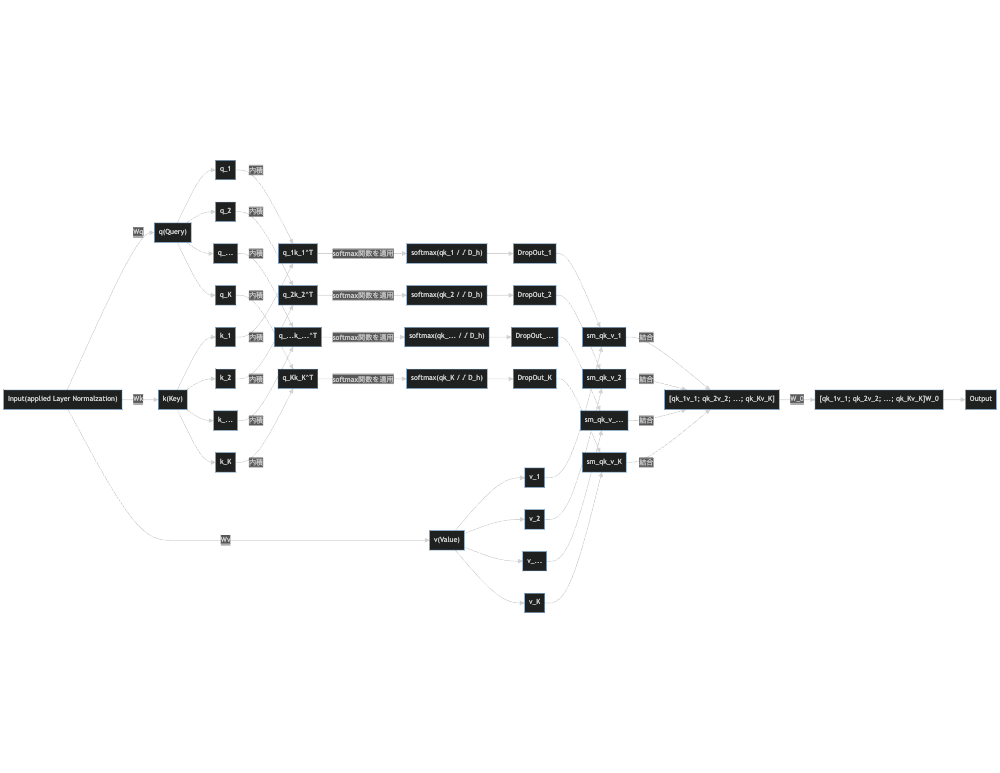 Input(applied Layer Normalzation)
Wq
Wk
Wv
q(Query)
k(Key)
q_1
q_2
q_...
q_K
k_1
k_2
k_...
k_K
内積
内積
内積
内積
内積
内積
内積
内積
q_1k_1^T
q_2k_2^T
q_...k_...^T
q_Kk_K^T
softmax関数を適用
softmax関数を適用
softmax関数を適用
softmax関数を適用
softmax(qk_1 / √ D_h)
softmax(qk_2 / √ D_h)
softmax(qk_... / √ D_h)
softmax(qk_K / √ D_h)
DropOut_1
DropOut_2
DropOut_...
DropOut_K
v(Value)
v_1
v_2
v_...
v_K
sm_qk_v_1
sm_qk_v_2
sm_qk_v_...
sm_qk_v_K
結合
結合
結合
結合
[qk_1v_1; qk_2v_2; ...; qk_Kv_K]
W_0
[qk_1v_1; qk_2v_2; ...; qk_Kv_K]W_0
Output